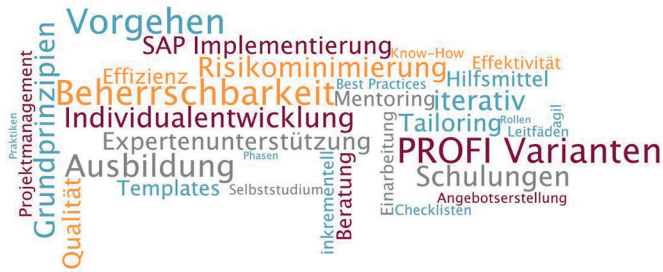 Vorgehen
SAP Implementierung
Know-How
Risikominimierung
Effektivität
Effizienz
Best Practices
Hilfsmittel
Beherrschbarkeit
Mentoring
iterativ
Individualentwicklung
Tailoring
Rollen
agil
Leitfäden
Expertenunterstützung
PROFI Varianten
Ausbildung
Phasen
Schulungen
Templates
Selbststudium
Angebotserstellung
Checklisten
Praktiken
Projektmanagement
Grundprinzipien
Qualität
inkrementell
Beratung
Einarbeitung